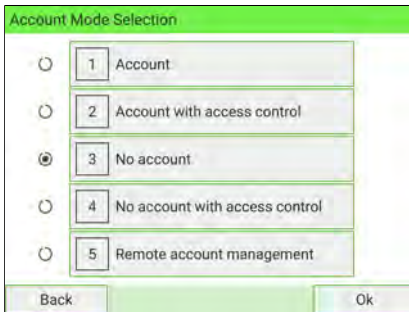 Account Mode Selection
1 Account
2 Account with access control
3 No account
4 No account with access control
5 Remote account management
Back Ok